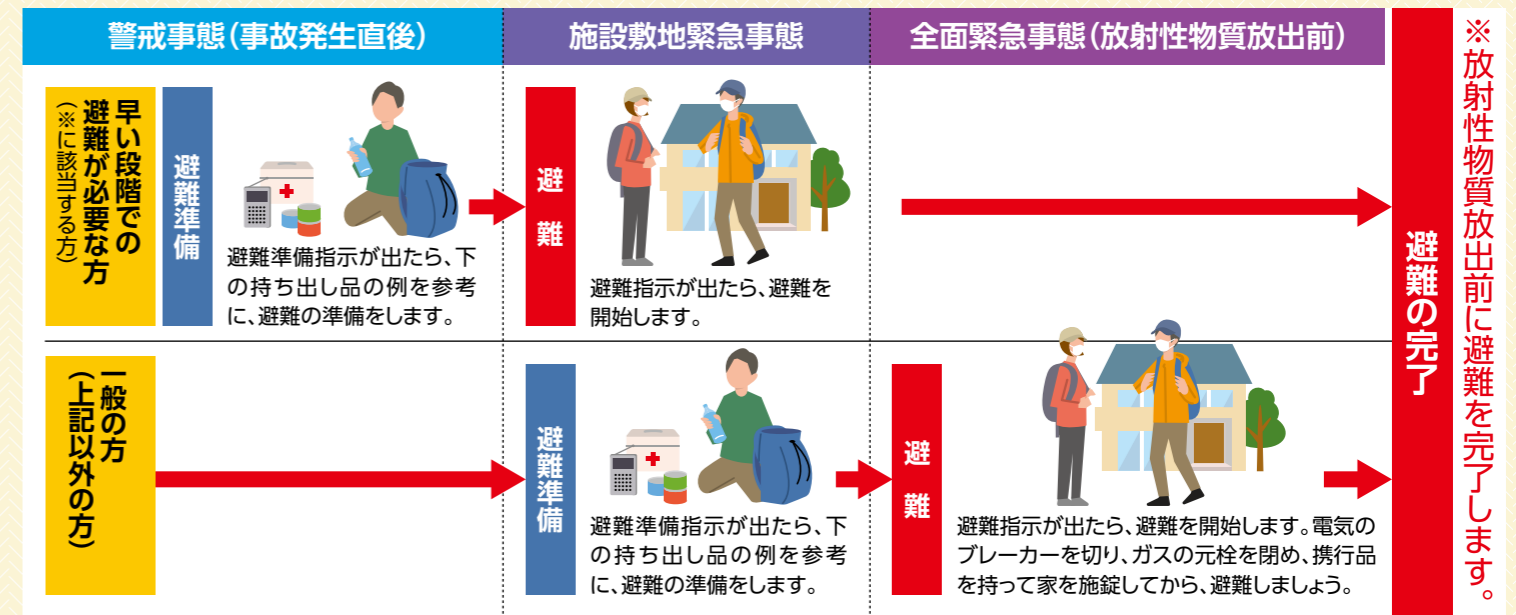 警戒事態(事故発生直後)
施設敷地緊急事態
全面緊急事態(放射性物質放出前)
早い段階での
避難が必要な方
(※に該当する方)
避難準備
避難準備指示が出たら、下
の持ち出し品の例を参考
に、避難の準備をします。
避難
避難指示が出たら、避難を
開始します。
一般の方
(上記以外の方)
避難準備
避難準備指示が出たら、下
の持ち出し品の例を参考
に、避難の準備をします。
避難
避難指示が出たら、避難を開始します。電気の
ブレーカーを切り、ガスの元栓を閉め、携行品
を持って家を施錠してから、避難しましょう。
避難の完了
※放射性物質放出前に避難を完了します。